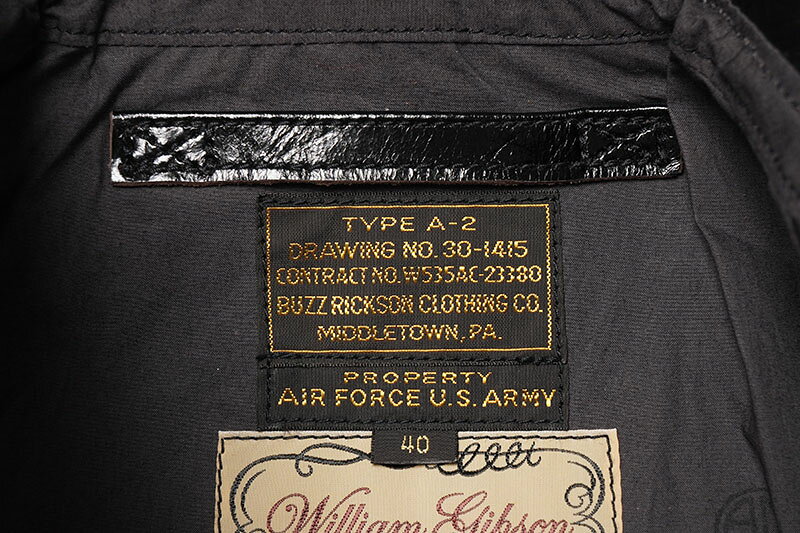 TYPE A-2
DRAWING NO. 30-1415
CONTRACT NO. W535AC-23380
BUZZ RICKSON CLOTHING CO.
MIDDLETOWN, PA.
PROPERTY
AIR FORCE U.S. ARMY
40
William Gibson